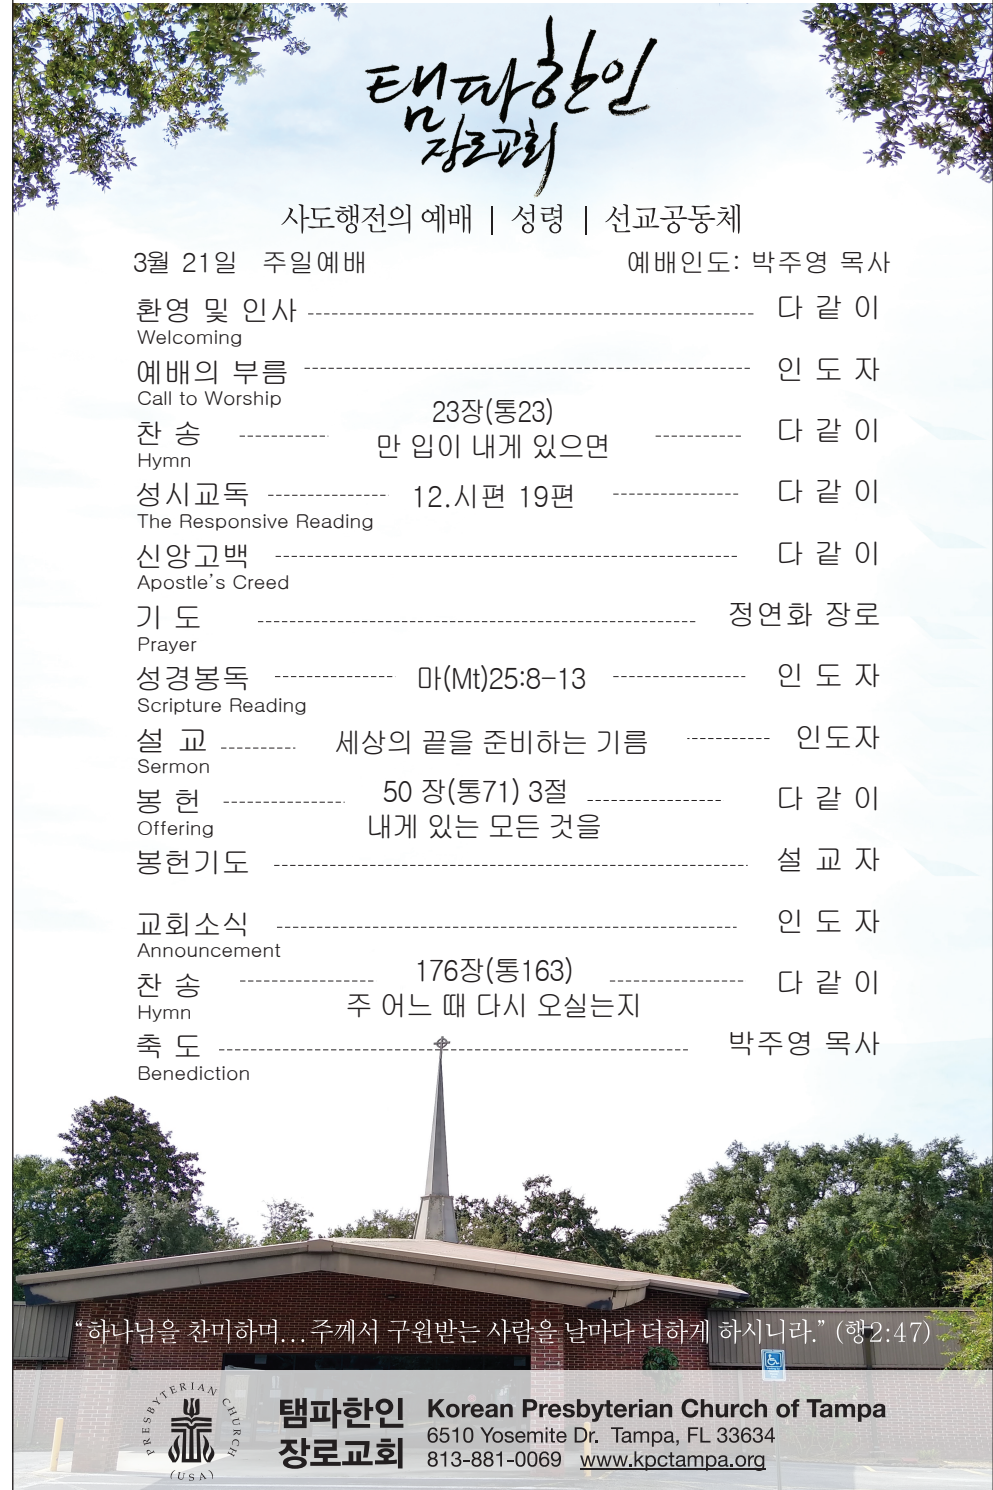 탬파한인
장로교회
사도행전의 예배 | 성령 | 선교공동체
3월 21일 주일예배 예배인도: 박주영 목사
환영 및 인사 다 같 이
Welcoming
예배의 부름 인 도 자
Call to Worship
23장(통23)
찬 송 만 입이 내게 있으면 다 같 이
Hymn
성시교독 12.시편 19편 다 같 이
The Responsive Reading
신앙고백 다 같 이
Apostle's Creed
기 도 정연화 장로
Prayer
성경봉독 마(Mt)25:8-13 인 도 자
Scripture Reading
설 교 세상의 끝을 준비하는 기름 인도자
Sermon
50 장(통71) 3절
봉 헌 내게 있는 모든 것을 다 같 이
Offering
봉헌기도 설 교 자
교회소식 인 도 자
Announcement
176장(통163)
찬 송 주 어느 때 다시 오실는지 다 같 이
Hymn
축 도 박주영 목사
Benediction
“하나님을 찬미하며...주께서 구원받는 사람을 날마다 더하게 하시니라.” (행2:47)
PRESBYTERIAN CHURCH
(USA)
탬파한인
장로교회
Korean Presbyterian Church of Tampa
6510 Yosemite Dr. Tampa, FL 33634
813-881-0069 www.kpctampa.org